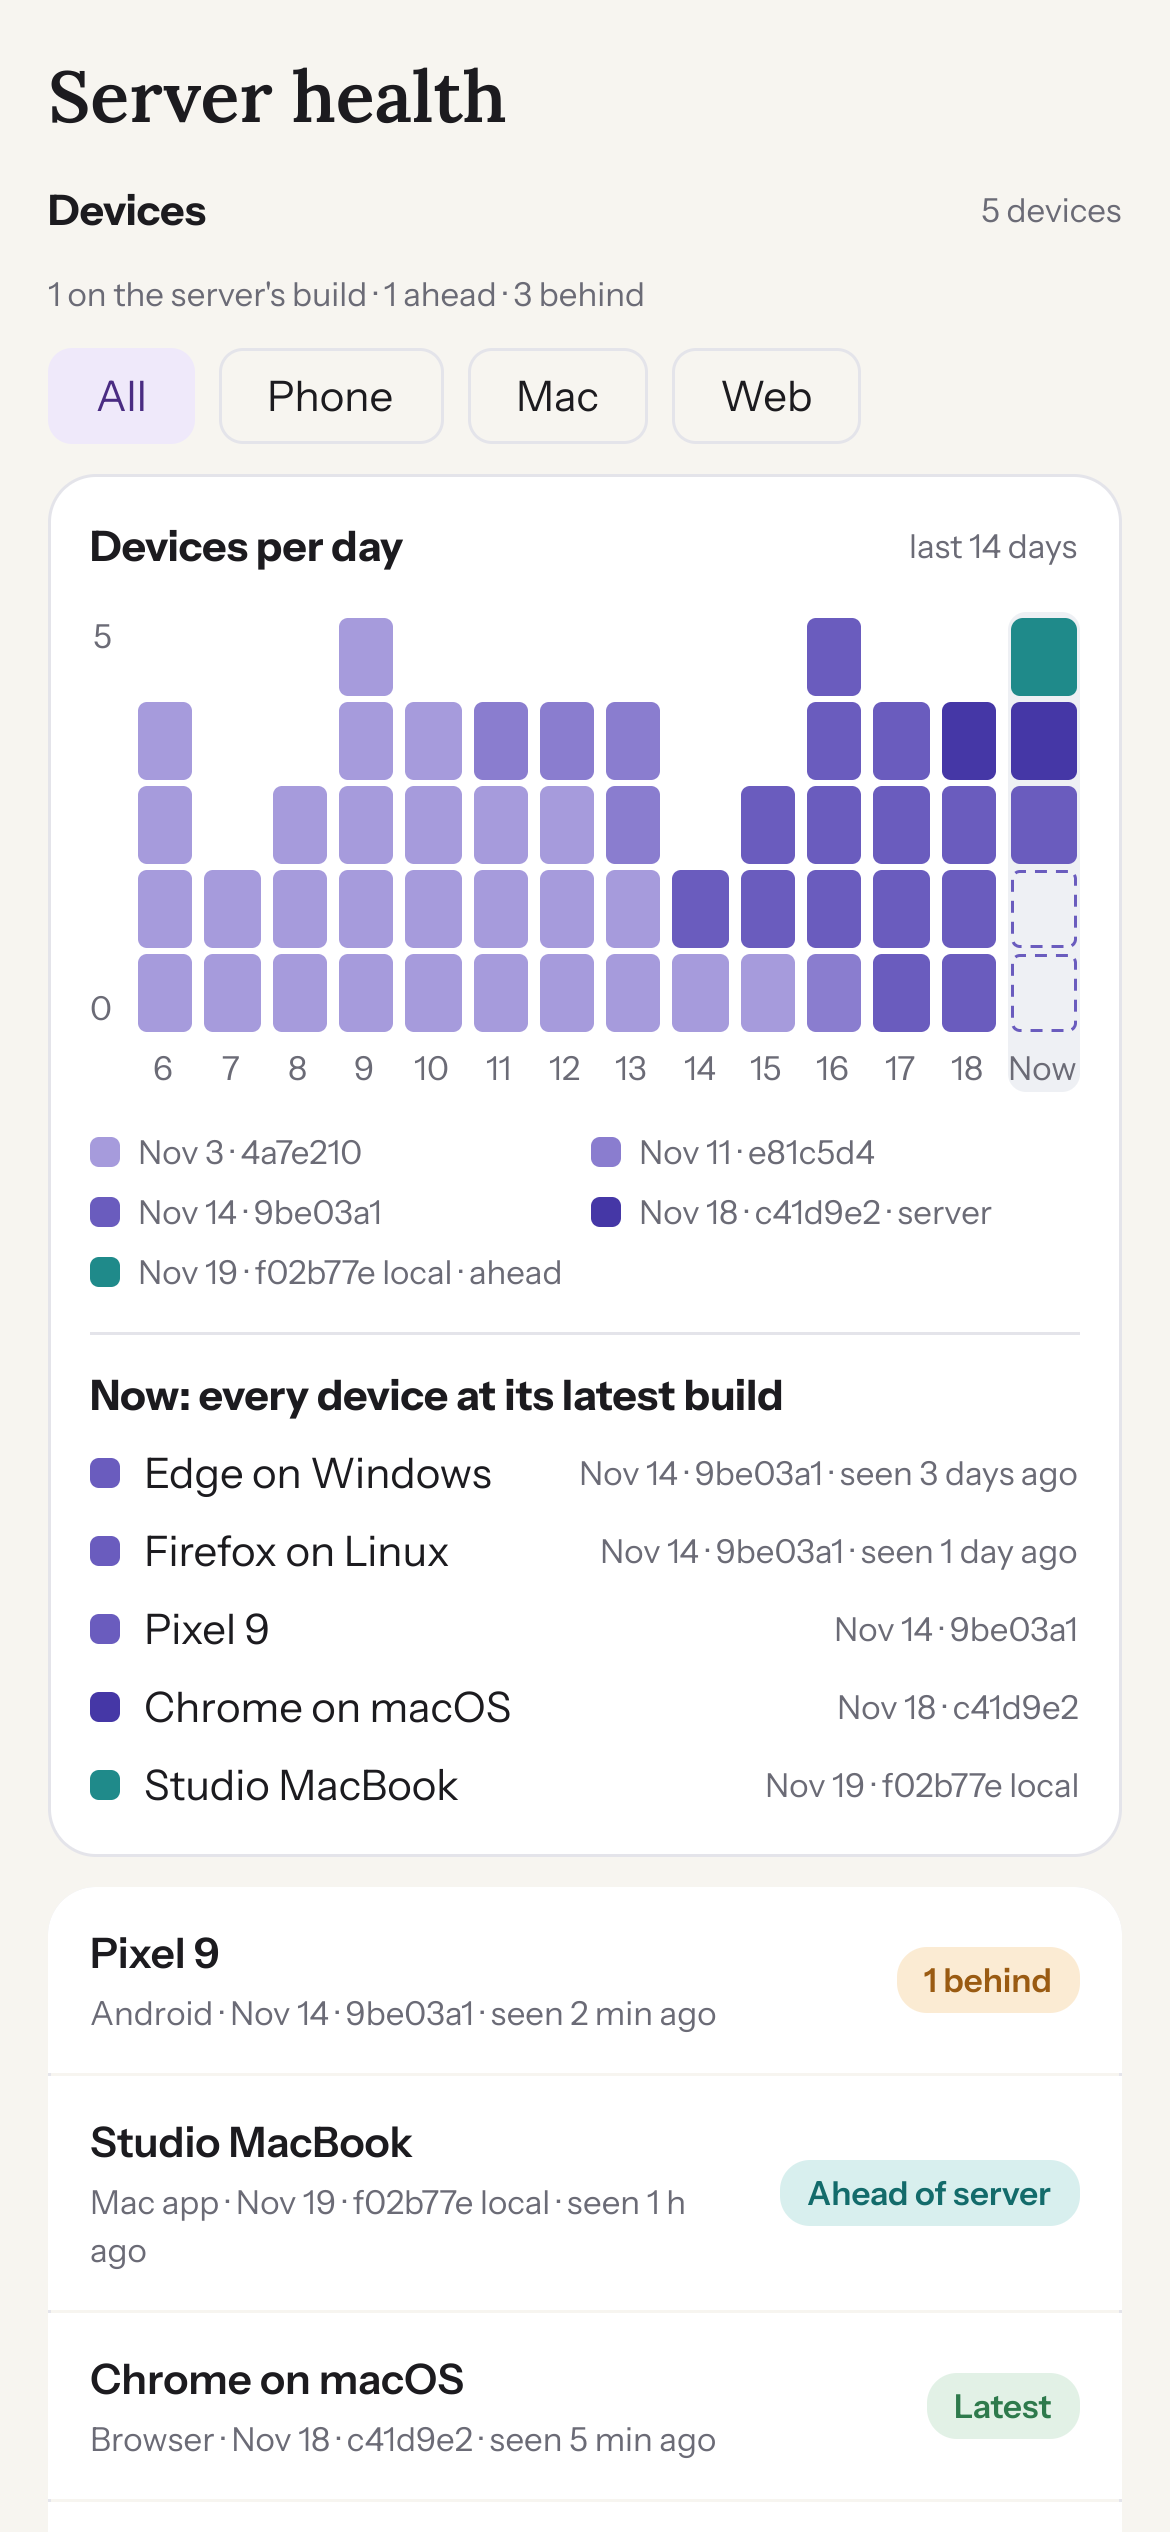 Server health
Devices
5 devices
1 on the server's build · 1 ahead · 3 behind
All
Phone
Mac
Web
Devices per day
last 14 days
5
0
6 7 8 9 10 11 12 13 14 15 16 17 18 Now
Nov 3 · 4a7e210
Nov 11 · e81c5d4
Nov 14 · 9be03a1
Nov 18 · c41d9e2 · server
Nov 19 · f02b77e local · ahead
Now: every device at its latest build
Edge on Windows
Nov 14 · 9be03a1 · seen 3 days ago
Firefox on Linux
Nov 14 · 9be03a1 · seen 1 day ago
Pixel 9
Nov 14 · 9be03a1
Chrome on macOS
Nov 18 · c41d9e2
Studio MacBook
Nov 19 · f02b77e local
Pixel 9
Android · Nov 14 · 9be03a1 · seen 2 min ago
1 behind
Studio MacBook
Mac app · Nov 19 · f02b77e local · seen 1 h
ago
Ahead of server
Chrome on macOS
Browser · Nov 18 · c41d9e2 · seen 5 min ago
Latest